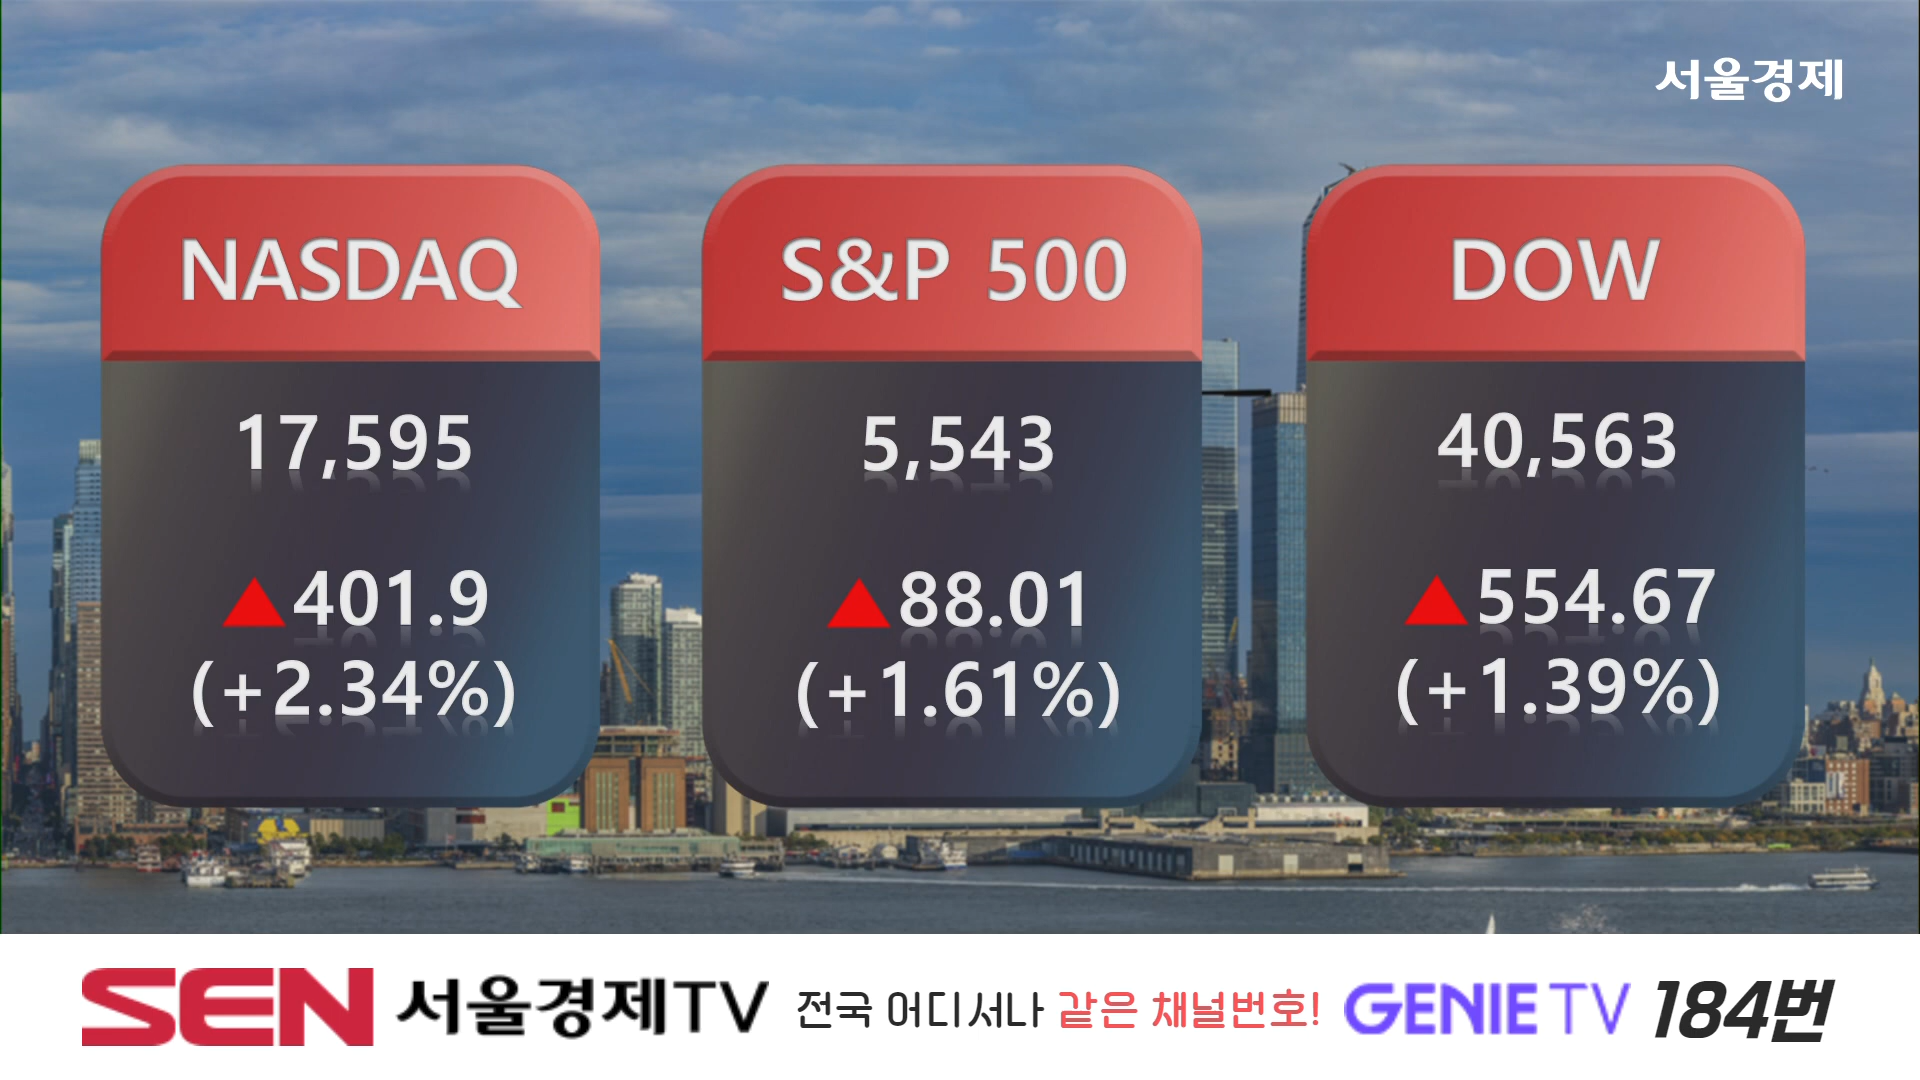 서울경제
NASDAQ
17,595
▲401.9
(+2.34%)
S&P 500
5,543
▲88.01
(+1.61%)
DOW
40,563
▲554.67
(+1.39%)
SEN 서울경제TV 전국 어디서나 같은 채널번호! GENIE TV 184번